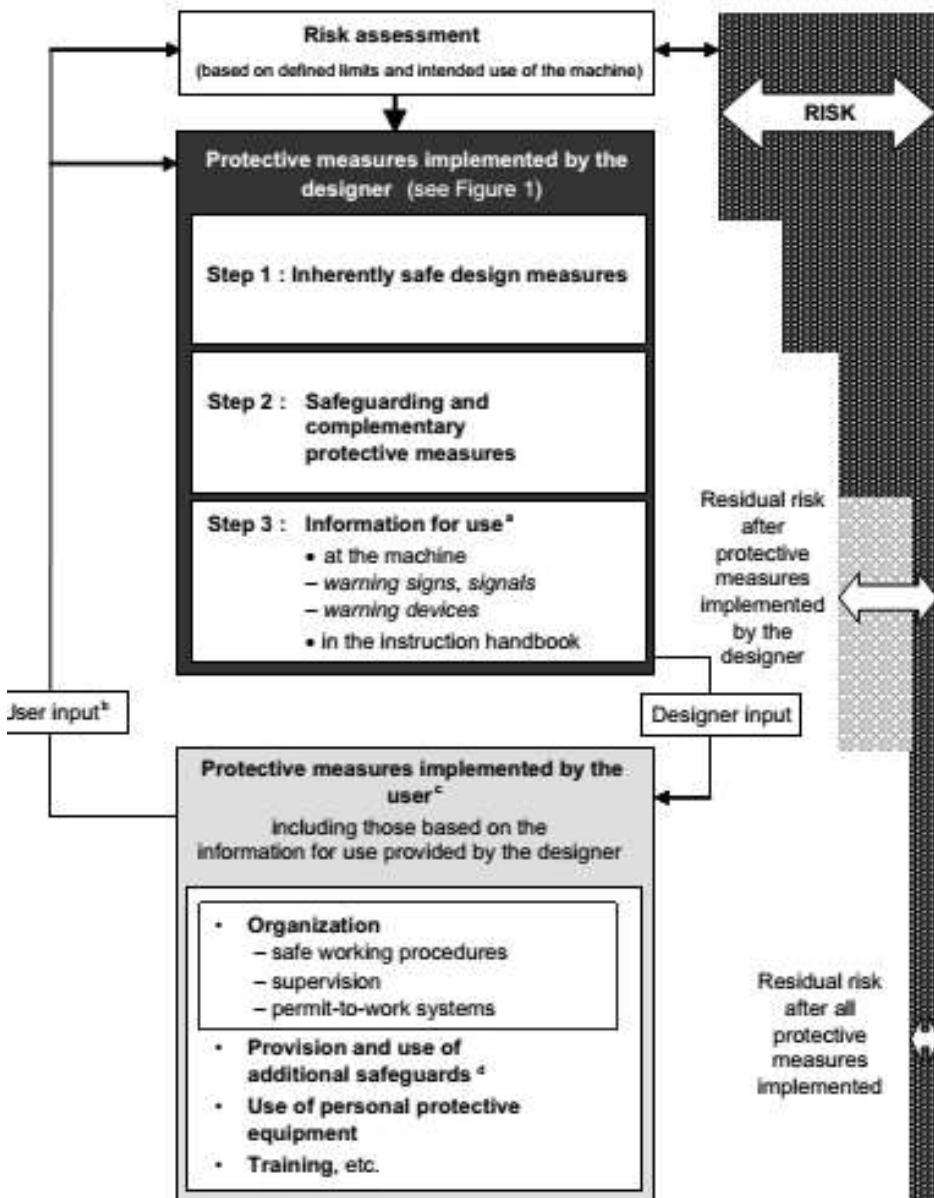 Risk assessment
(based on defined limits and intended use of the machine)
RISK
Protective measures implemented by the
designer (see Figure 1)
Step 1 : Inherently safe design measures
Step 2 : Safeguarding and
complementary
protective measures
Step 3 : Information for use a
• at the machine
– warning signs, signals
– warning devices
• in the instruction handbook
Residual risk
after
protective
measures
implemented
by the
designer
User input b
Designer input
Protective measures implemented by the
user c
including those based on the
information for use provided by the designer
• Organization
– safe working procedures
– supervision
– permit-to-work systems
• Provision and use of
additional safeguards d
• Use of personal protective
equipment
• Training, etc.
Residual risk
after all
protective
measures
implemented